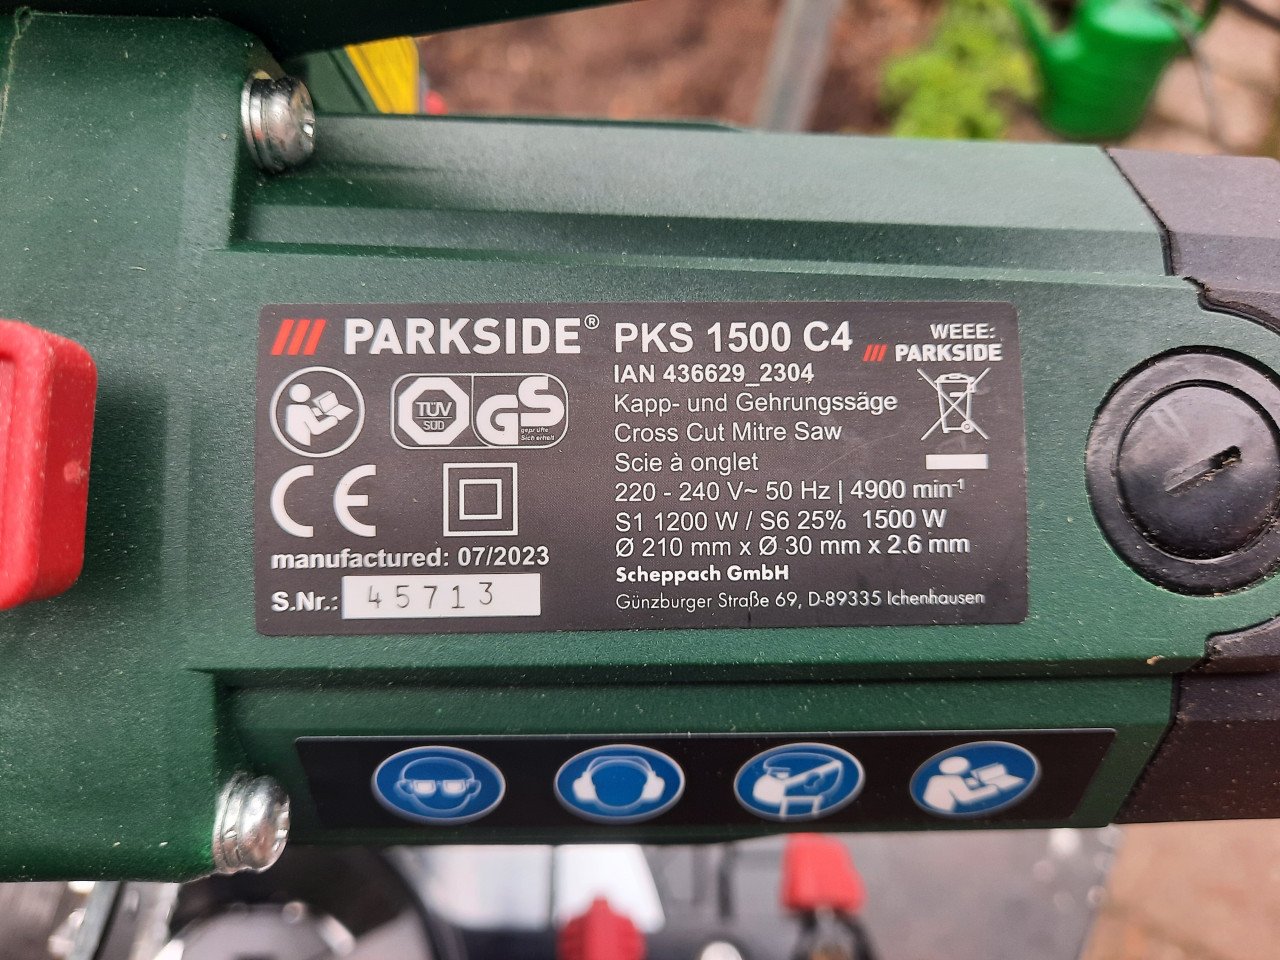 PARKSIDE® PKS 1500 C4
WEEE:
PARKSIDE
IAN 436629_2304
Kapp- und Gehrungssäge
Cross Cut Mitre Saw
Scie à onglet
220 - 240 V~ 50 Hz | 4900 min-¹
S1 1200 W / S6 25% 1500 W
Ø 210 mm x Ø 30 mm x 2.6 mm
Scheppach GmbH
Günzburger Straße 69, D-89335 Ichenhausen
TÜV
SÜD
GS
geprüfte
Sicherheit
CE
manufactured: 07/2023
S.Nr.: 45713